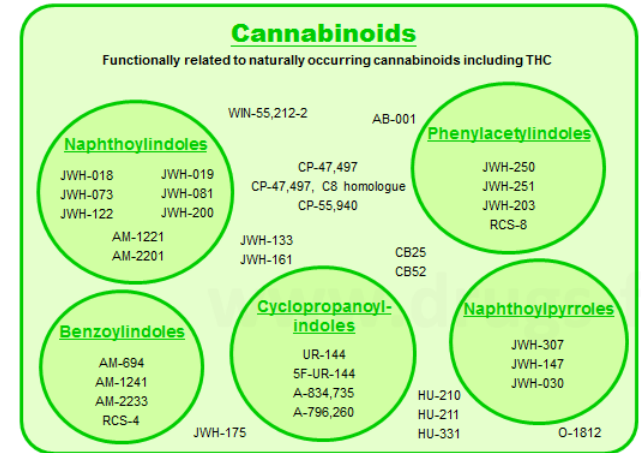 Cannabinoids
Functionally related to naturally occurring cannabinoids including THC
WIN-55,212-2
AB-001
Naphthoylindoles
JWH-018 JWH-019
JWH-073 JWH-081
JWH-122 JWH-200
AM-1221
AM-2201
CP-47,497
CP-47,497, C8 homologue
CP-55,940
Phenylacetylindoles
JWH-250
JWH-251
JWH-203
RCS-8
JWH-133
JWH-161
CB25
CB52
Benzoylindoles
AM-694
AM-1241
AM-2233
RCS-4
Cyclopropanoyl-
indoles
UR-144
5F-UR-144
A-834,735
A-796,260
Naphthoylpyrroles
JWH-307
JWH-147
JWH-030
JWH-175
HU-210
HU-211
HU-331
O-1812